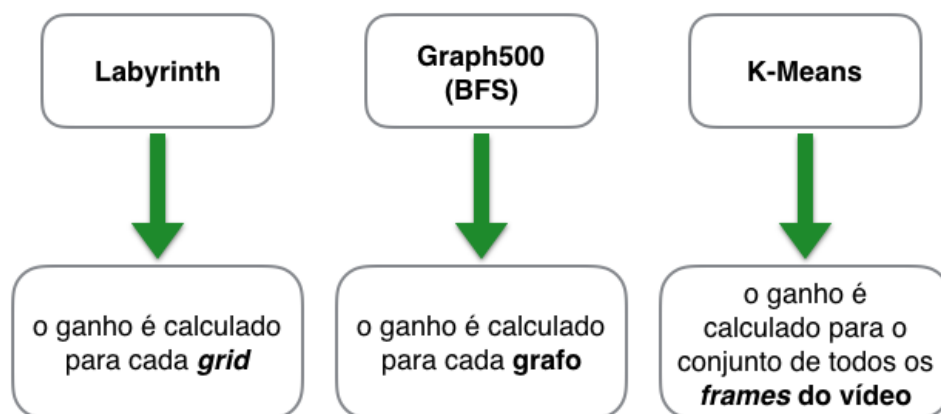 Labyrinth
Graph500
(BFS)
K-Means
o ganho é calculado
para cada grid
o ganho é calculado
para cada grafo
o ganho é
calculado para o
conjunto de todos os
frames do vídeo